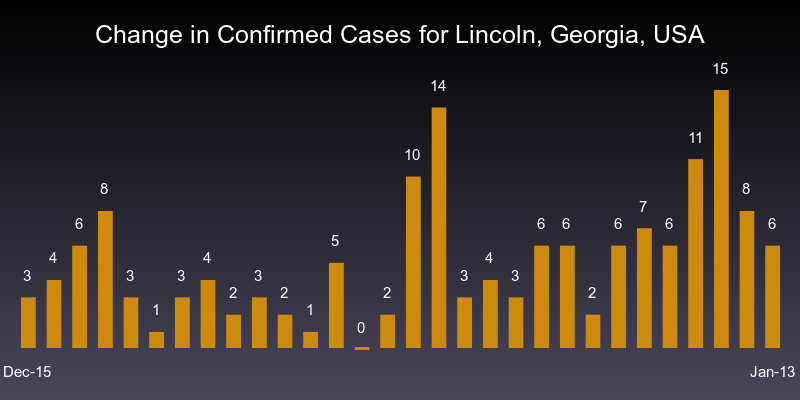 Change in Confirmed Cases for Lincoln, Georgia, USA
3 4 6 8 3 1 3 4 2 3 2 1 5 0 2 10 14 3 4 3 6 6 2 6 7 6 11 15 8 6
Dec-15 Jan-13